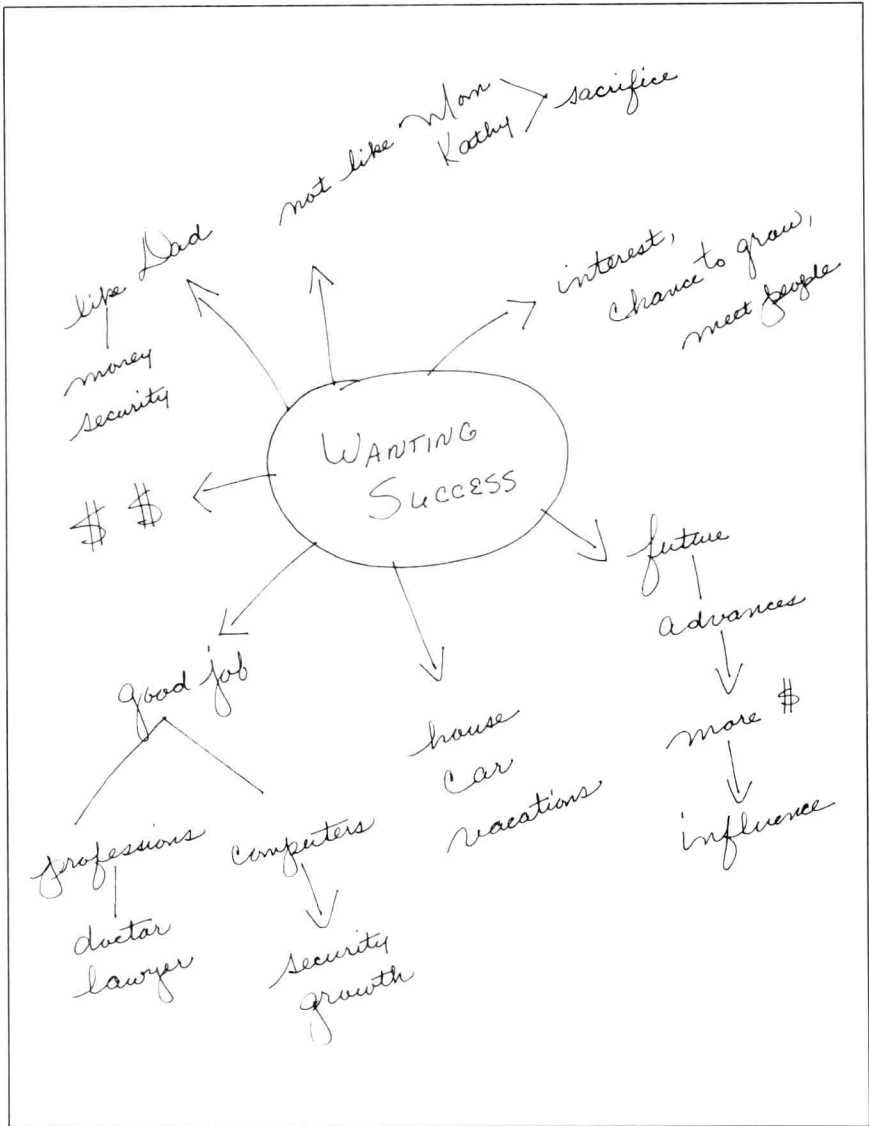 not like Mom
Kathy
sacrifice
like Dad
money
security
interest,
chance to grow,
meet people
WANTING
SUCCESS
$ $
future
advances
more $
influence
good job
professions
doctor
lawyer
computers
security
growth
house
car
vacations